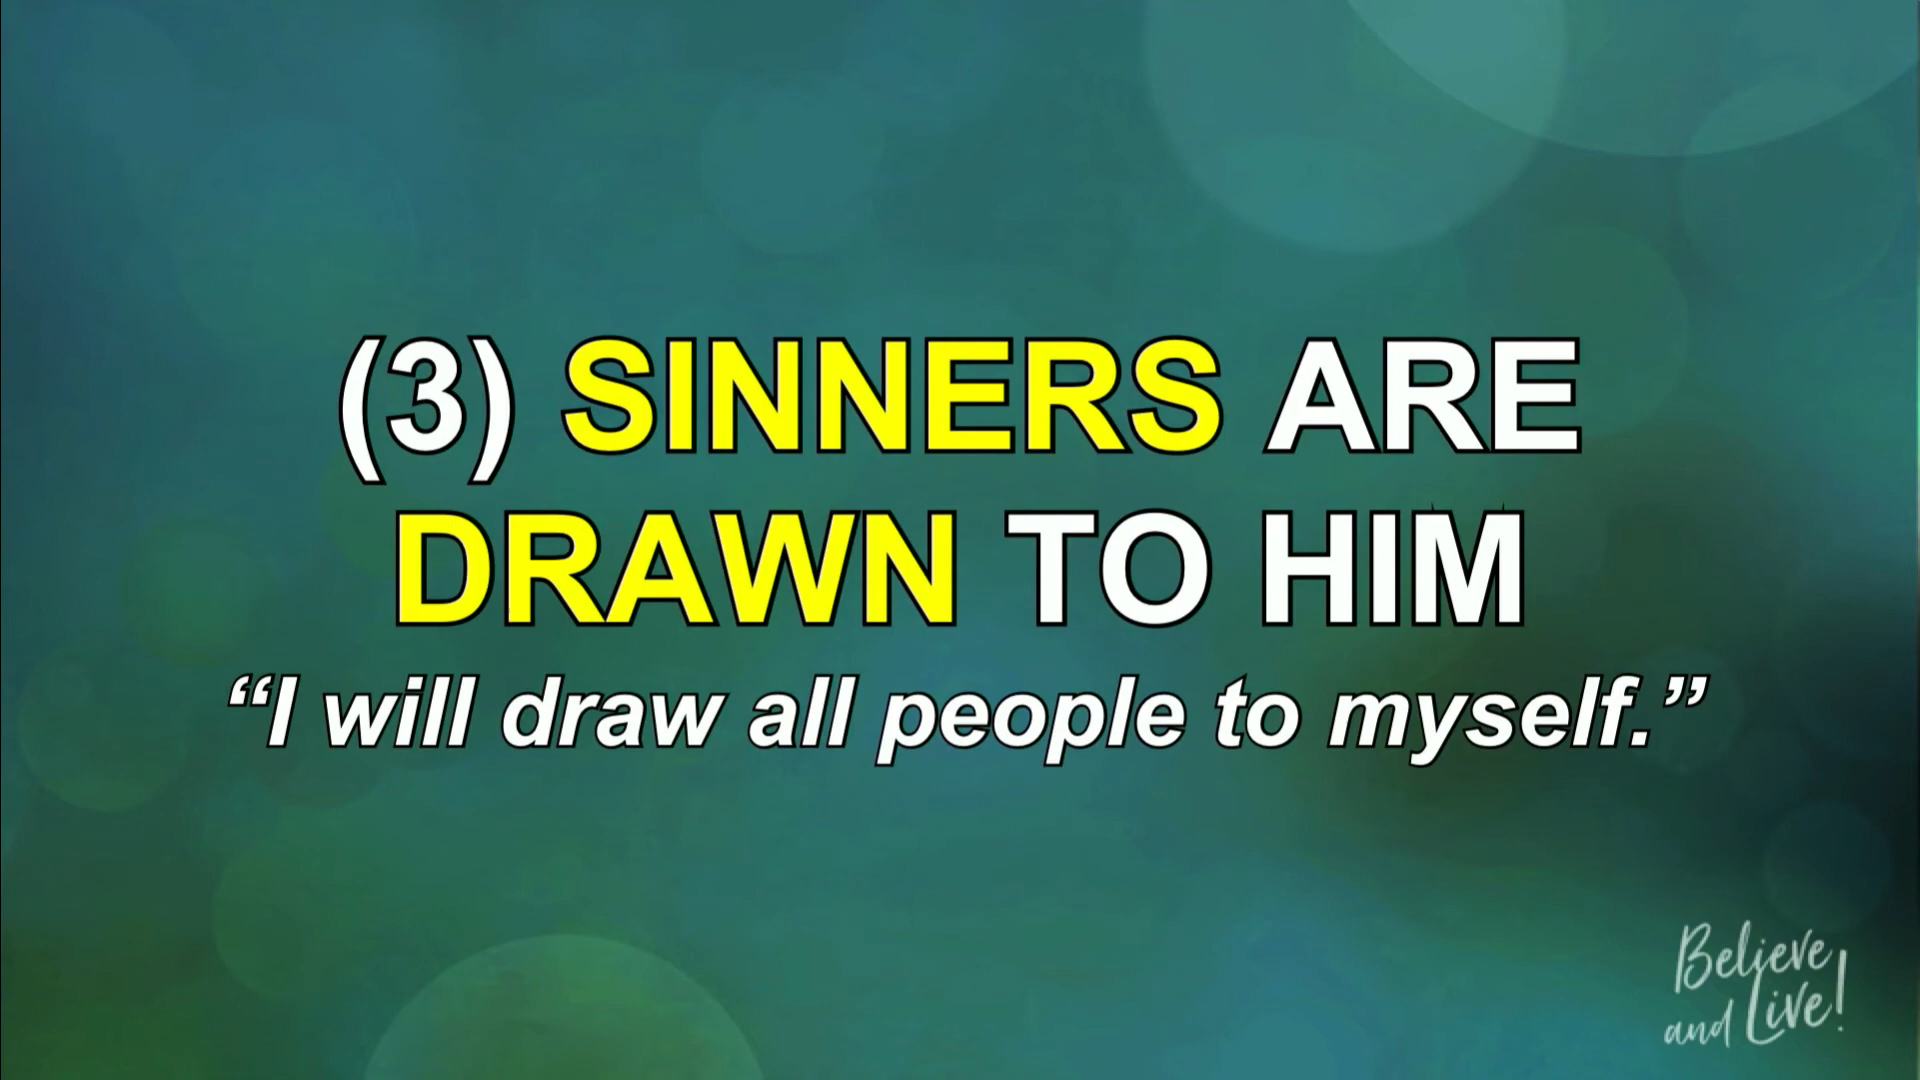 (3) SINNERS ARE
DRAWN TO HIM
“I will draw all people to myself.”
Believe
and Live!